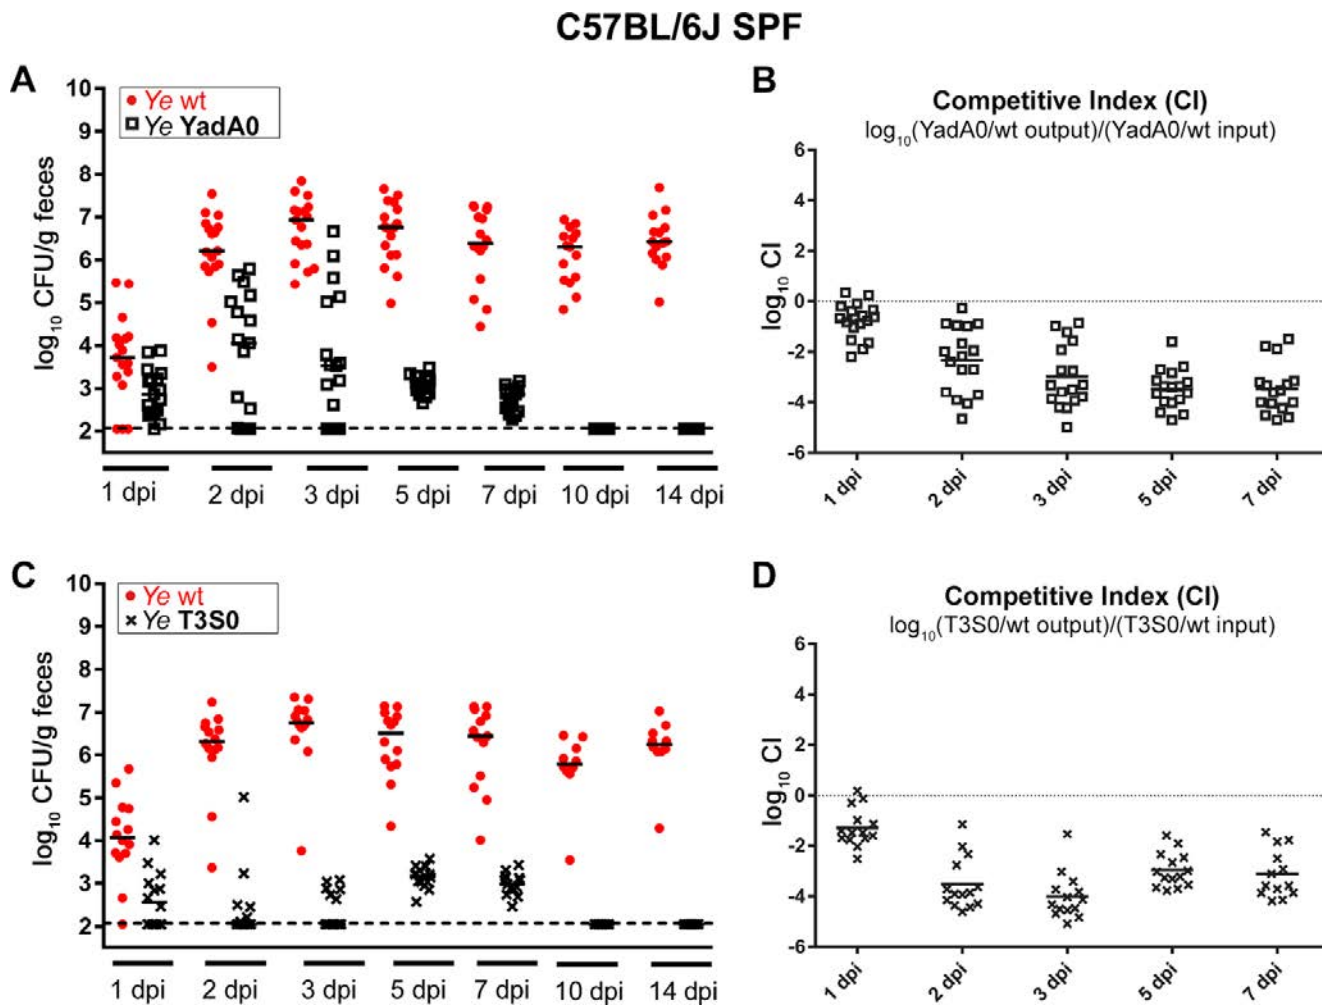 C57BL/6J SPF
A
Ye wt
Ye YadA0
log10 CFU/g feces
10
9
8
7
6
5
4
3
2
1 dpi 2 dpi 3 dpi 5 dpi 7 dpi 10 dpi 14 dpi
B
Competitive Index (CI)
log10(YadA0/wt output)/(YadA0/wt input)
log10 CI
6
4
2
0
-2
-4
-6
1 dpi 2 dpi 3 dpi 5 dpi 7 dpi
C
Ye wt
Ye T3S0
log10 CFU/g feces
10
9
8
7
6
5
4
3
2
1 dpi 2 dpi 3 dpi 5 dpi 7 dpi 10 dpi 14 dpi
D
Competitive Index (CI)
log10(T3S0/wt output)/(T3S0/wt input)
log10 CI
6
4
2
0
-2
-4
-6
1 dpi 2 dpi 3 dpi 5 dpi 7 dpi